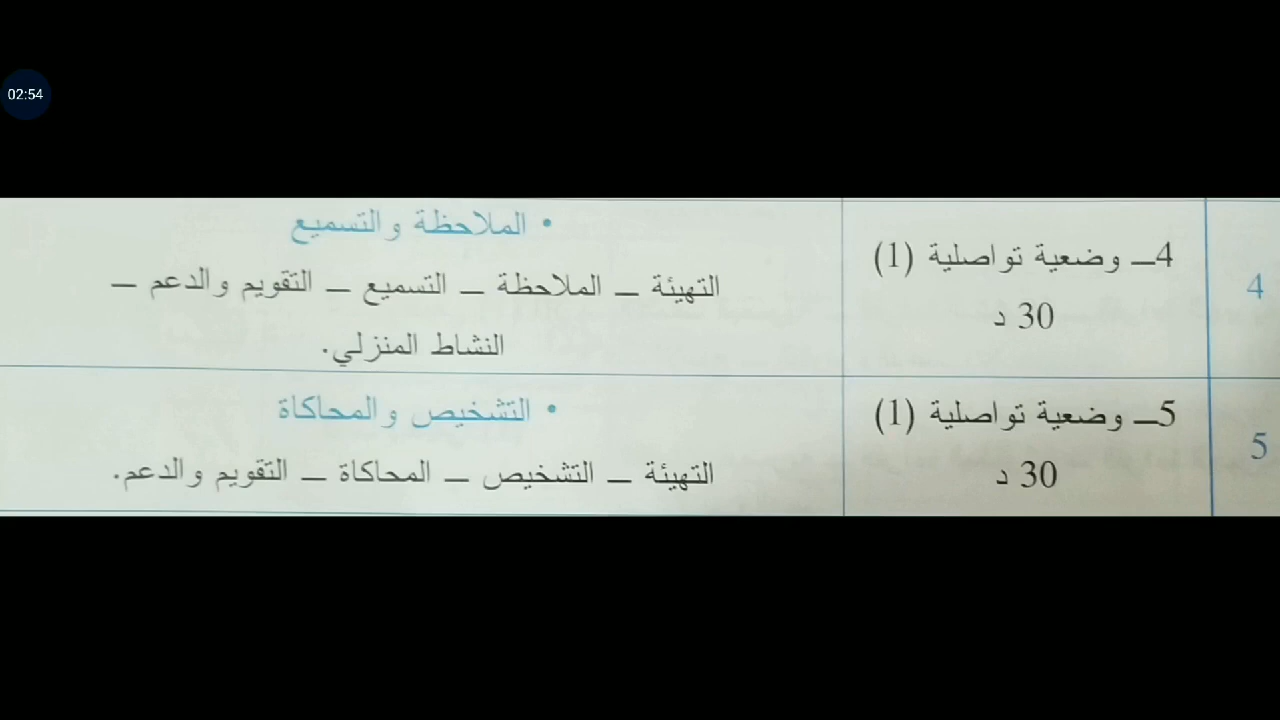 02:54
4
4ـ وضعية تواصلية (1)
30 د
• الملاحظة والتسميع
التهيئة ـ الملاحظة ـ التسميع ـ التقويم والدعم ـ
النشاط المنزلي.
5
5ـ وضعية تواصلية (1)
30 د
• التشخيص والمحاكاة
التهيئة ـ التشخيص ـ المحاكاة ـ التقويم والدعم.